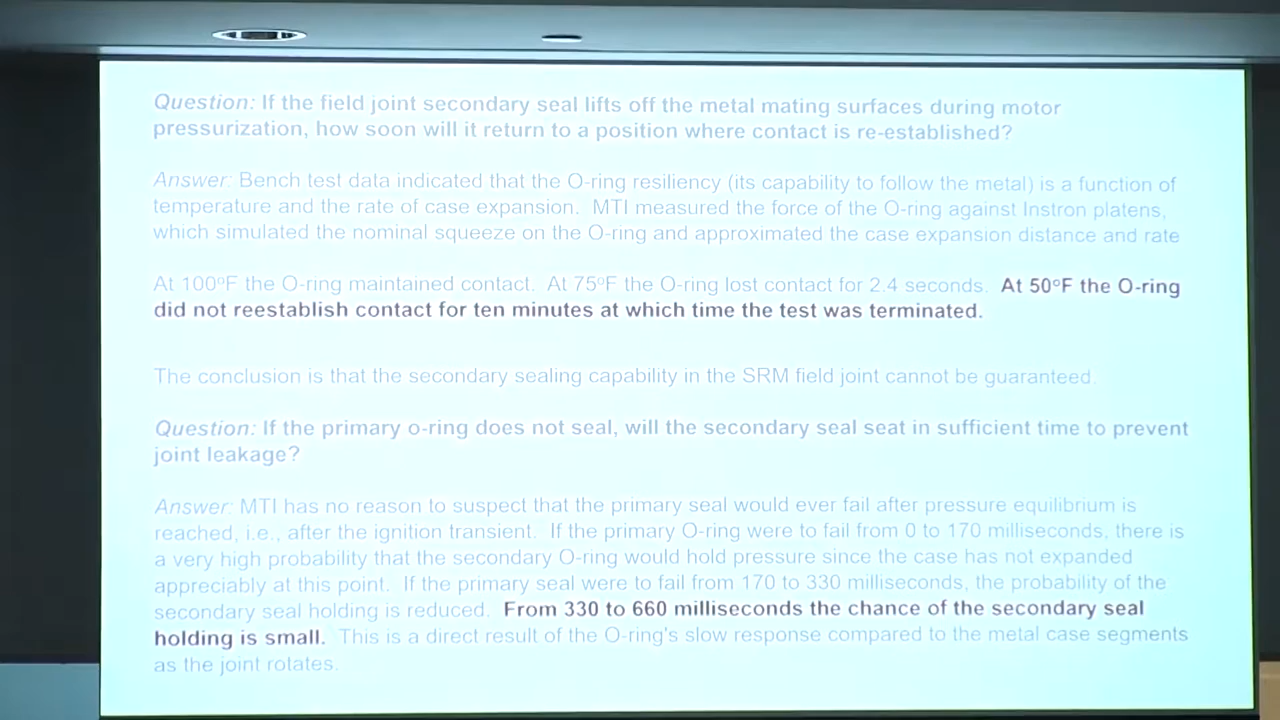 Question: If the field joint secondary seal lifts off the metal mating surfaces during motor
pressurization, how soon will it return to a position where contact is re-established?
Answer: Bench test data indicated that the O-ring resiliency (its capability to follow the metal) is a function of
temperature and the rate of case expansion. MTI measured the force of the O-ring against Instron platens,
which simulated the nominal squeeze on the O-ring and approximated the case expansion distance and rate
At 100ºF the O-ring maintained contact. At 75ºF the O-ring lost contact for 2.4 seconds. At 50ºF the O-ring
did not reestablish contact for ten minutes at which time the test was terminated.
The conclusion is that the secondary sealing capability in the SRM field joint cannot be guaranteed.
Question: If the primary o-ring does not seal, will the secondary seal seat in sufficient time to prevent
joint leakage?
Answer: MTI has no reason to suspect that the primary seal would ever fail after pressure equilibrium is
reached, i.e., after the ignition transient. If the primary O-ring were to fail from 0 to 170 milliseconds, there is
a very high probability that the secondary O-ring would hold pressure since the case has not expanded
appreciably at this point. If the primary seal were to fail from 170 to 330 milliseconds, the probability of the
secondary seal holding is reduced. From 330 to 660 milliseconds the chance of the secondary seal
holding is small. This is a direct result of the O-ring's slow response compared to the metal case segments
as the joint rotates.